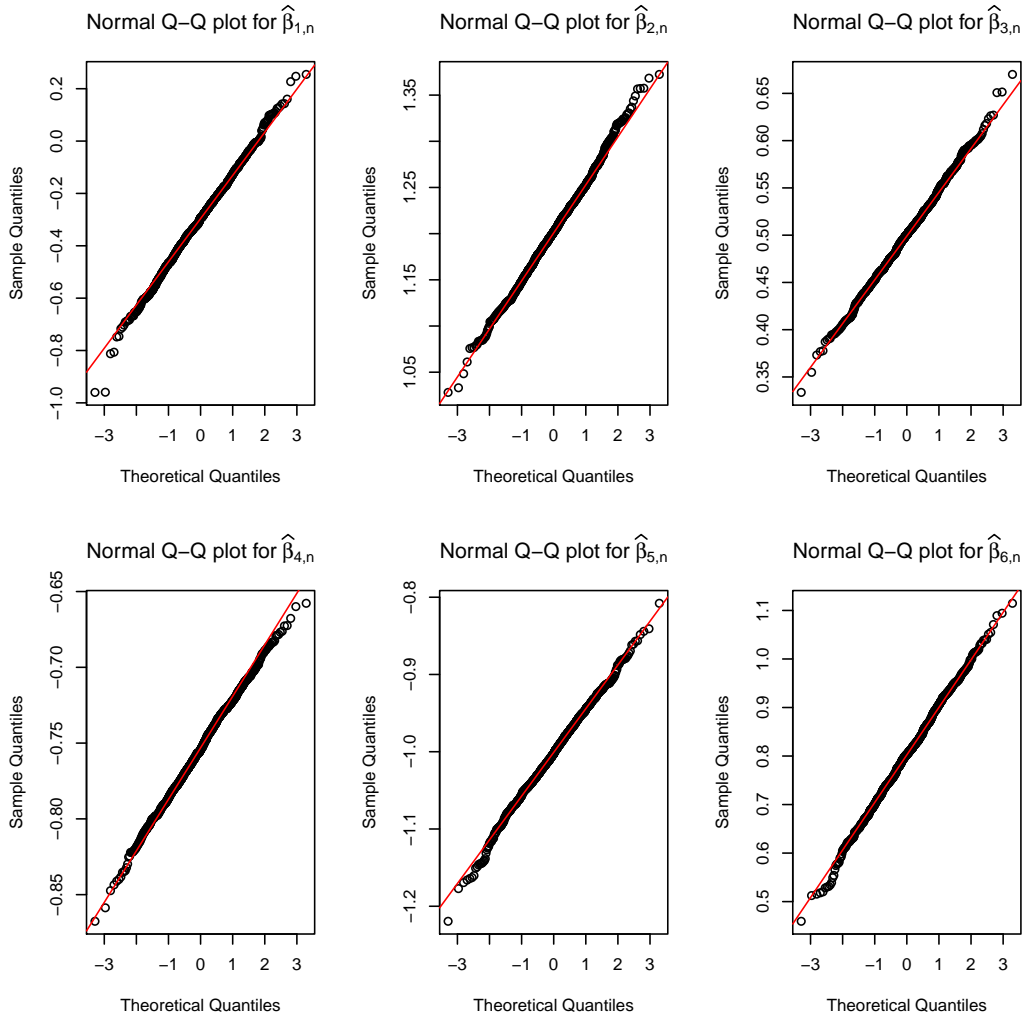 Normal Q−Q plot for β̂1,n
Normal Q−Q plot for β̂2,n
Normal Q−Q plot for β̂3,n
Sample Quantiles
0.2
0.0
−0.2
−0.4
−0.6
−0.8
−1.0
−3 −2 −1 0 1 2 3
Theoretical Quantiles
Sample Quantiles
1.35
1.25
1.15
1.05
−3 −1 0 1 2 3
Theoretical Quantiles
Sample Quantiles
0.65
0.60
0.55
0.50
0.45
0.40
0.35
−3 −1 0 1 2 3
Theoretical Quantiles
Normal Q−Q plot for β̂4,n
Normal Q−Q plot for β̂5,n
Normal Q−Q plot for β̂6,n
Sample Quantiles
−0.65
−0.70
−0.75
−0.80
−0.85
−3 −1 0 1 2 3
Theoretical Quantiles
Sample Quantiles
−0.8
−0.9
−1.0
−1.1
−1.2
−3 −1 0 1 2 3
Theoretical Quantiles
Sample Quantiles
1.1
1.0
0.9
0.8
0.7
0.6
0.5
−3 −1 0 1 2 3
Theoretical Quantiles